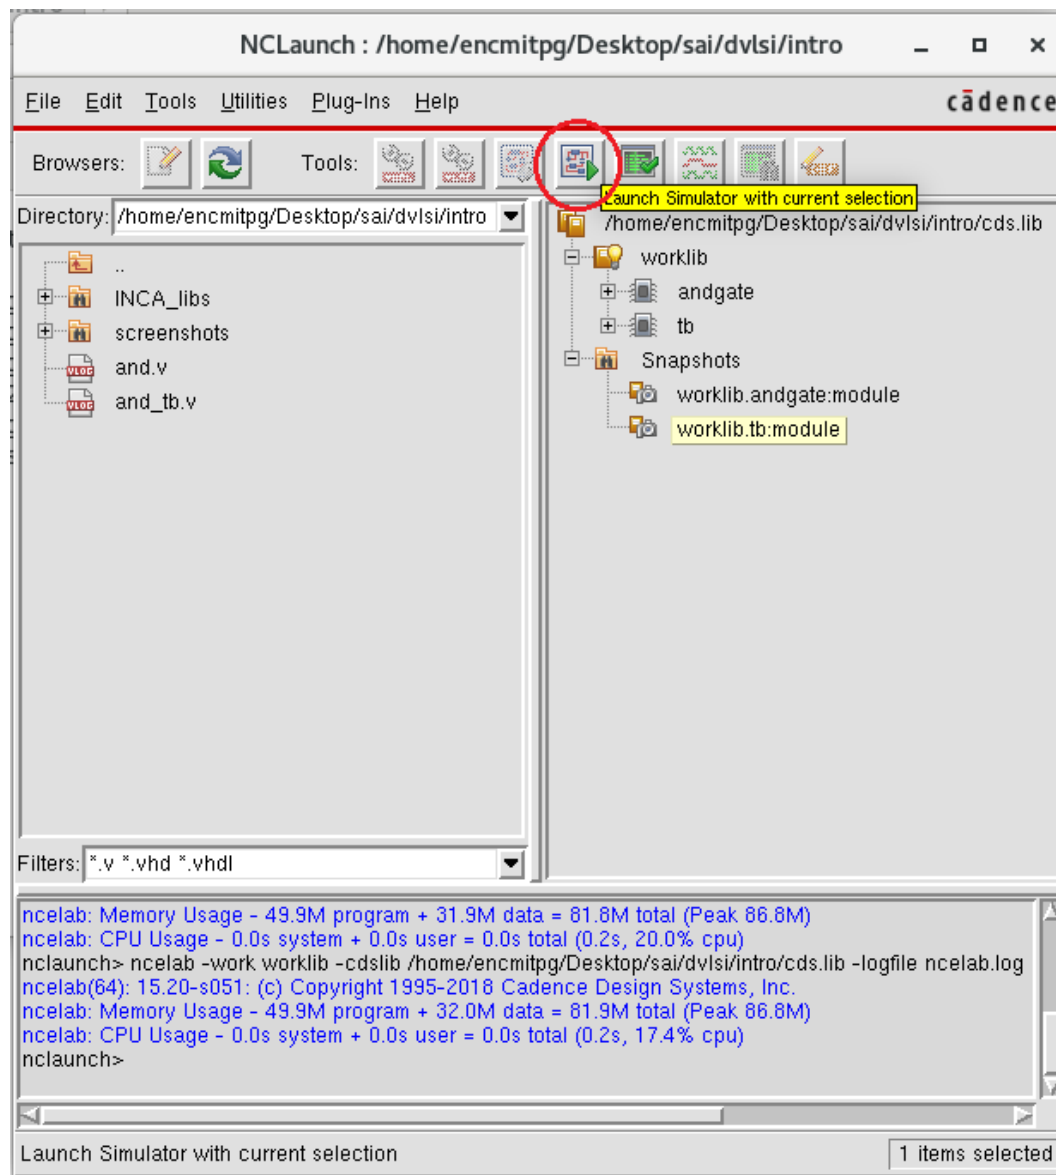 NCLaunch : /home/encmitpg/Desktop/sai/dvlsi/intro
File Edit Tools Utilities Plug-Ins Help cādence
Browsers: Tools:
Launch Simulator with current selection
Directory: /home/encmitpg/Desktop/sai/dvlsi/intro
/home/encmitpg/Desktop/sai/dvlsi/intro/cds.lib
..
INCA_libs
screenshots
and.v
and_tb.v
worklib
andgate
tb
Snapshots
worklib.andgate:module
worklib.tb:module
Filters: *.v *.vhd *.vhdl
ncelab: Memory Usage - 49.9M program + 31.9M data = 81.8M total (Peak 86.8M)
ncelab: CPU Usage - 0.0s system + 0.0s user = 0.0s total (0.2s, 20.0% cpu)
nclaunch> ncelab -work worklib -cdslib /home/encmitpg/Desktop/sai/dvlsi/intro/cds.lib -logfile ncelab.log
ncelab(64): 15.20-s051: (c) Copyright 1995-2018 Cadence Design Systems, Inc.
ncelab: Memory Usage - 49.9M program + 32.0M data = 81.9M total (Peak 86.8M)
ncelab: CPU Usage - 0.0s system + 0.0s user = 0.0s total (0.2s, 17.4% cpu)
nclaunch>
Launch Simulator with current selection 1 items selected